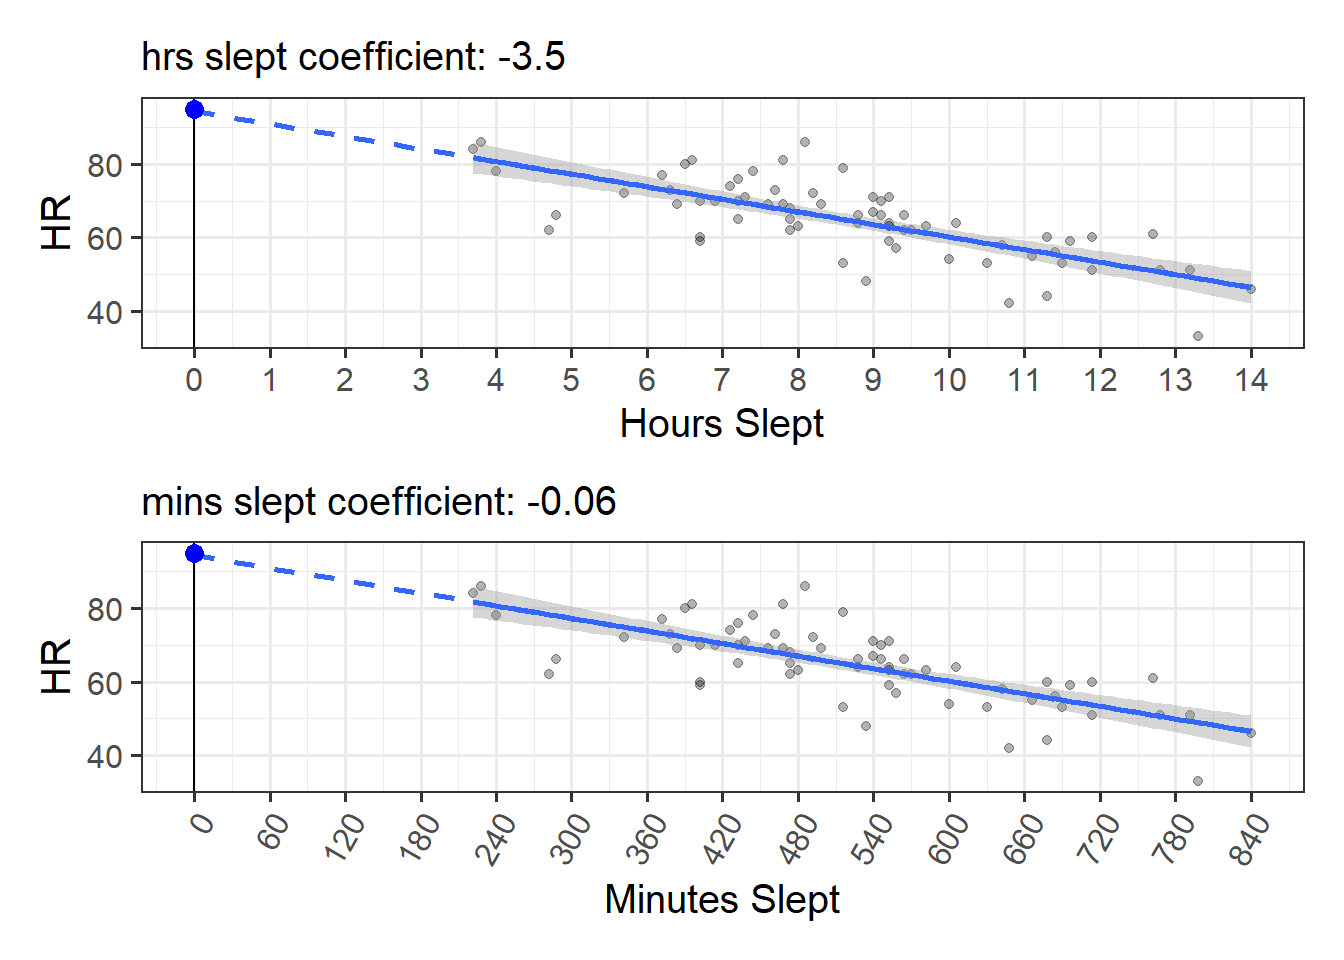 hrs slept coefficient: -3.5
80
60
40
HR
0 1 2 3 4 5 6 7 8 9 10 11 12 13 14
Hours Slept
mins slept coefficient: -0.06
80
60
40
HR
0 60 120 180 240 300 360 420 480 540 600 660 720 780 840
Minutes Slept